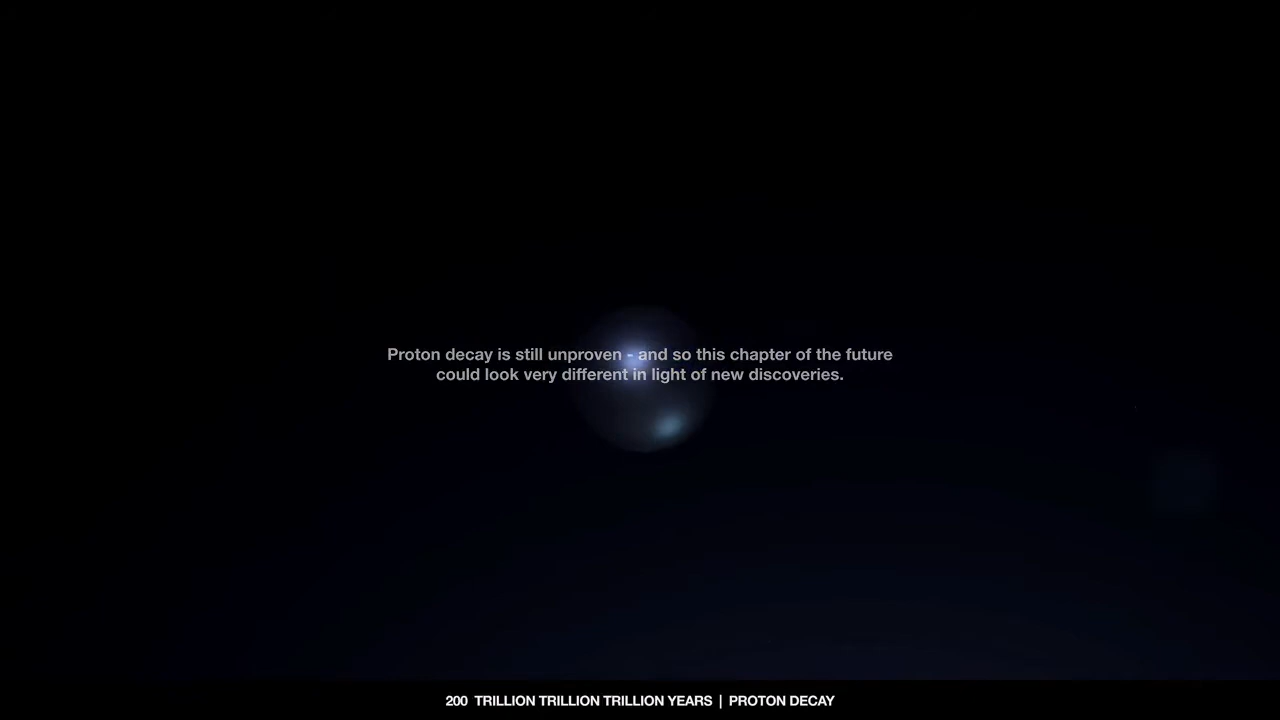 Proton decay is still unproven - and so this chapter of the future
could look very different in light of new discoveries.
200 TRILLION TRILLION TRILLION YEARS | PROTON DECAY